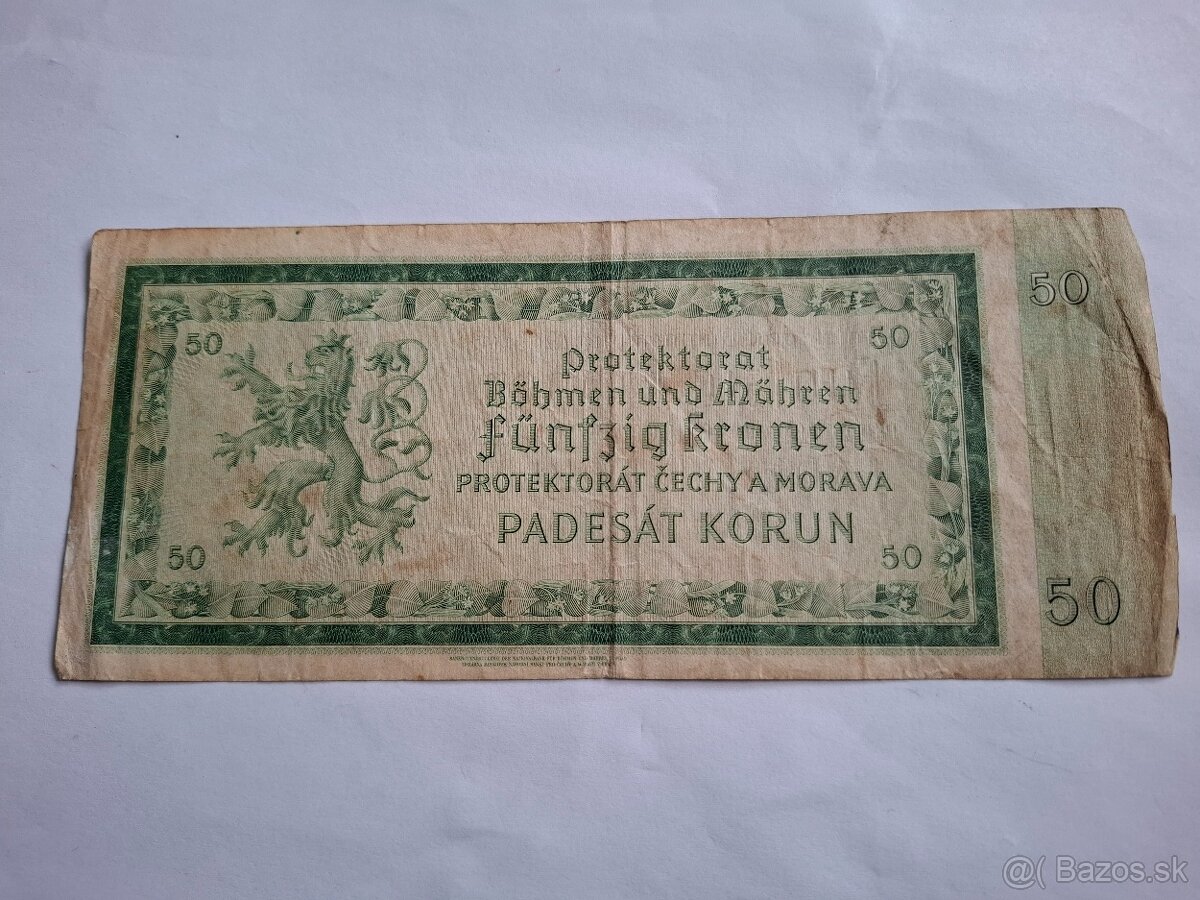 50
50
50
Protektorat
Böhmen und Mähren
Fünfzig Kronen
PROTEKTORÁT ČECHY A MORAVA
PADESÁT KORUN
50
50
50
@( Bazos.sk